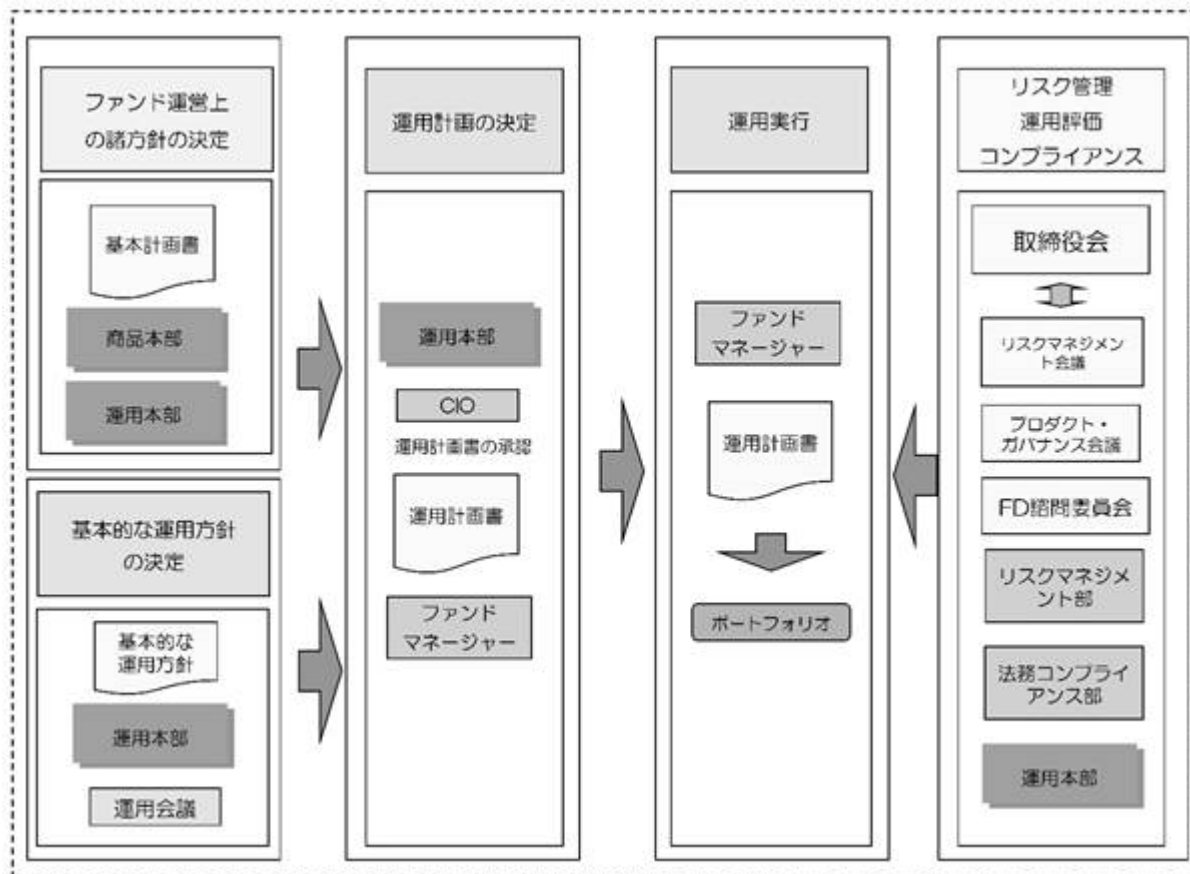 ファンド運営上
の諸方針の決定
基本計画書
商品本部
運用本部
基本的な運用方針
の決定
基本的な
運用方針
運用本部
運用会議
運用計画の決定
運用本部
CIO
運用計画書の承認
運用計画書
ファンド
マネージャー
運用実行
ファンド
マネージャー
運用計画書
ポートフォリオ
リスク管理
運用評価
コンプライアンス
取締役会
リスクマネジメン
ト会議
プロダクト・
ガバナンス会議
FD諮問委員会
リスクマネジメ
ント部
法務コンプライ
アンス部
運用本部